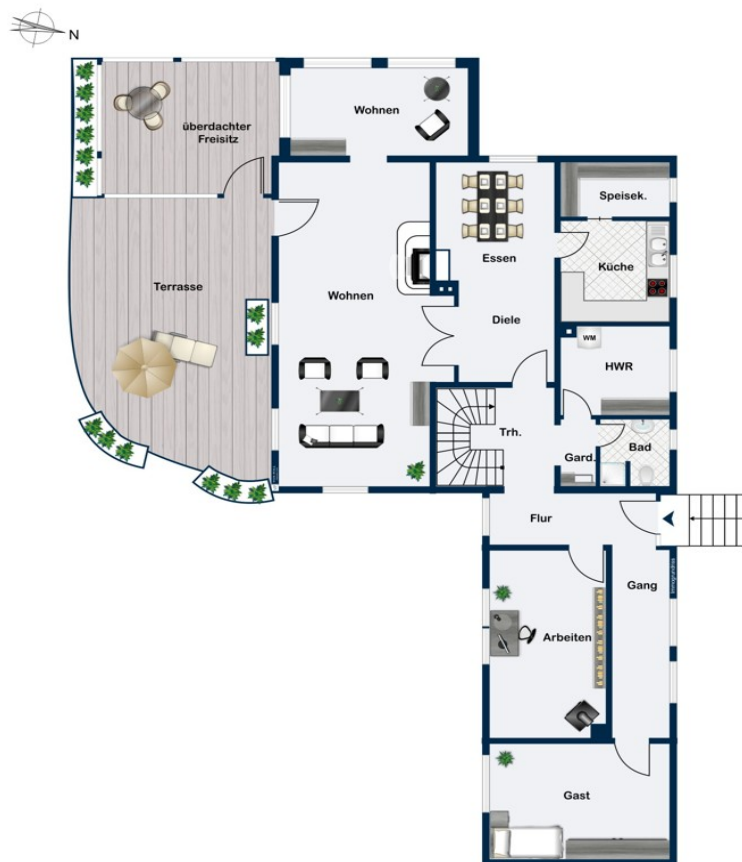 N
Wohnen
überdachter
Freisitz
Speisek.
Essen
Küche
Terrasse
Wohnen
Diele
WM
HWR
Trh.
Gard.
Bad
Flur
Gang
Arbeiten
Gast